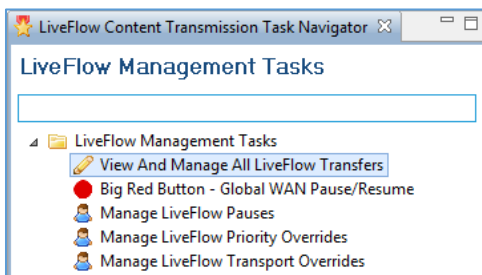 LiveFlow Content Transmission Task Navigator
LiveFlow Management Tasks
LiveFlow Management Tasks
View And Manage All LiveFlow Transfers
Big Red Button - Global WAN Pause/Resume
Manage LiveFlow Pauses
Manage LiveFlow Priority Overrides
Manage LiveFlow Transport Overrides